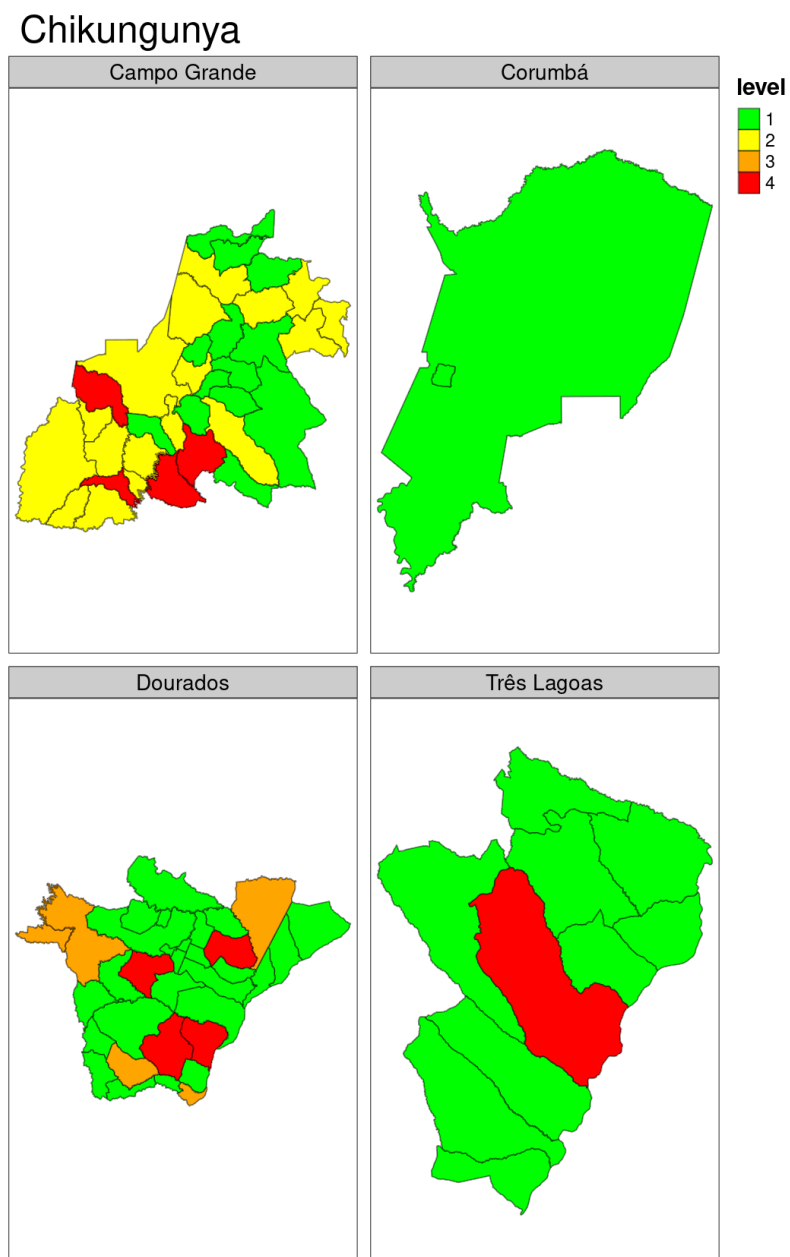 Chikungunya
Campo Grande
Corumbá
level
1
2
3
4
Dourados
Três Lagoas